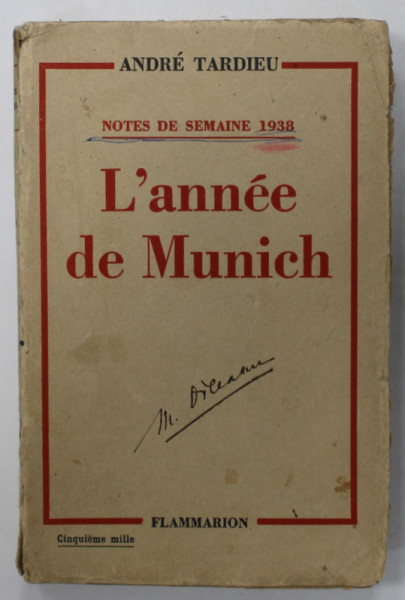 ANDRÉ TARDIEU
NOTES DE SEMAINE 1938
L'année
de Munich
M.
FLAMMARION
Cinquième mille